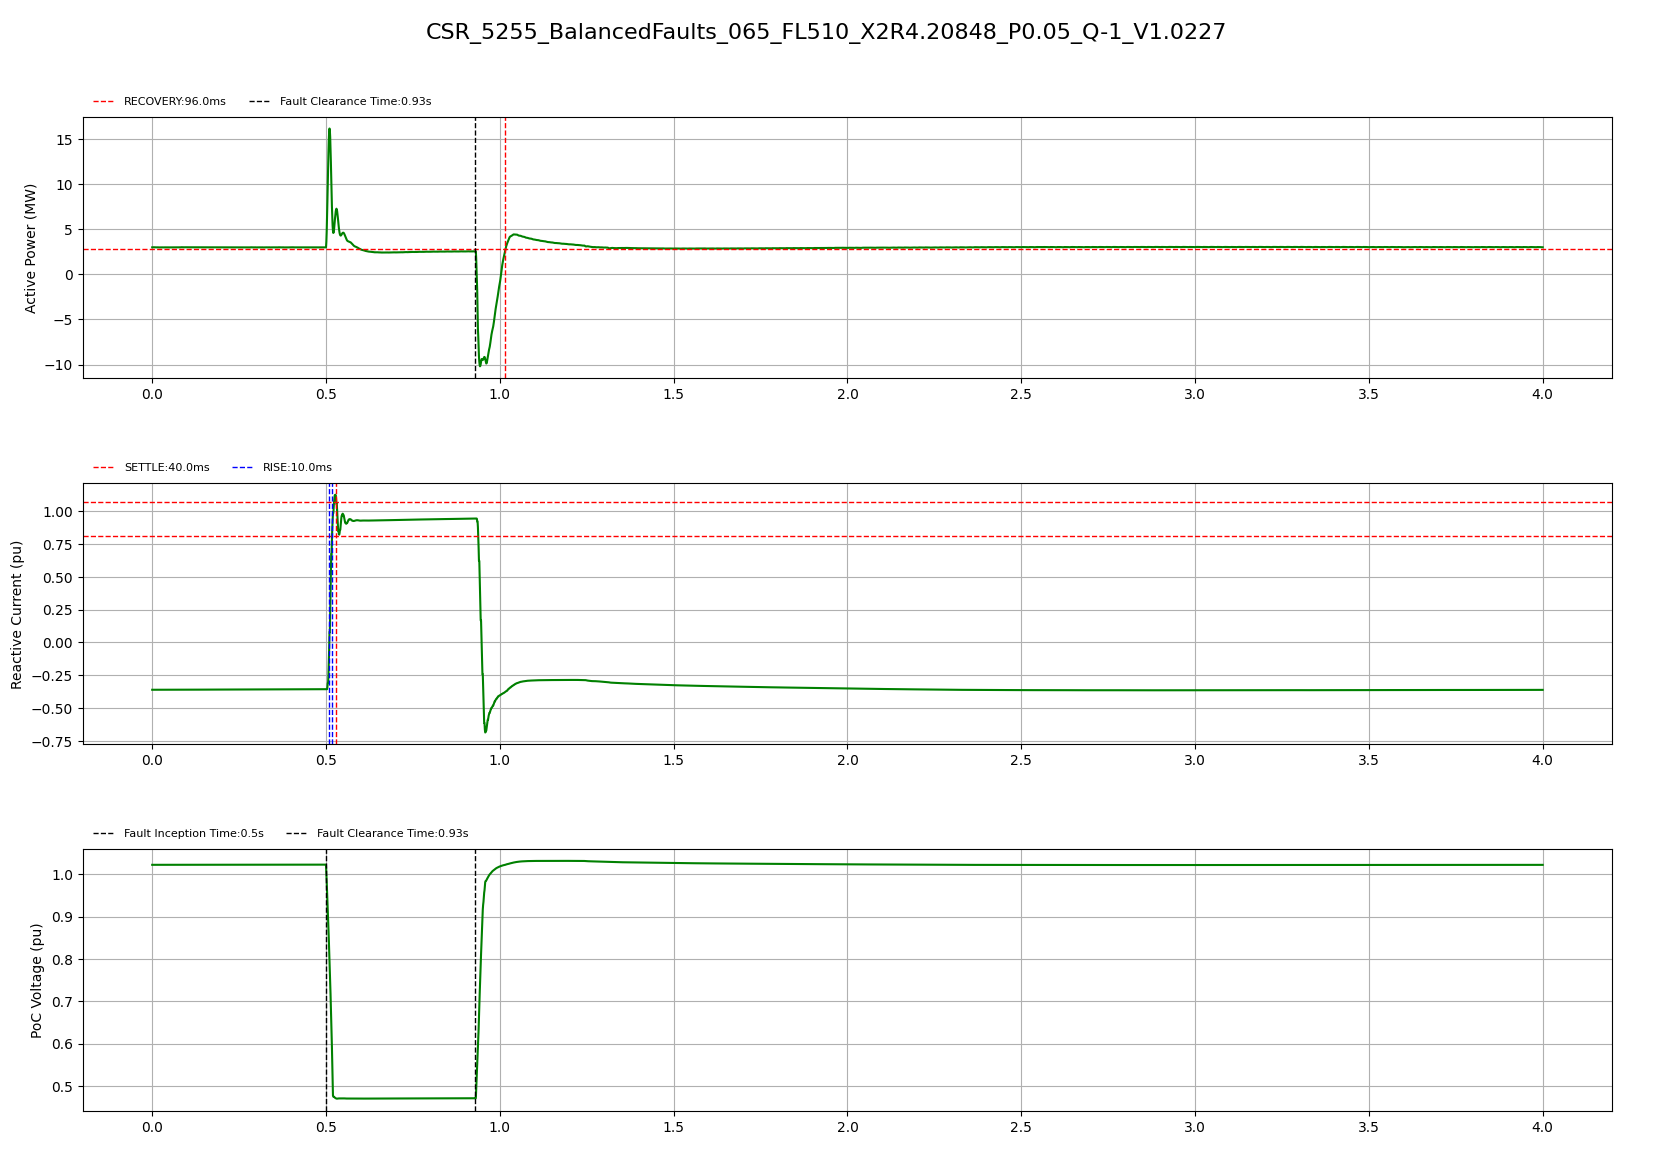 CSR_5255_BalancedFaults_065_FL510_X2R4.20848_P0.05_Q-1_V1.0227
RECOVERY:96.0ms Fault Clearance Time:0.93s
Active Power (MW)
15
10
5
0
−5
−10
0.0 0.5 1.0 1.5 2.0 2.5 3.0 3.5 4.0
SETTLE:40.0ms RISE:10.0ms
Reactive Current (pu)
1.00
0.75
0.50
0.25
0.00
−0.25
−0.50
−0.75
0.0 0.5 1.0 1.5 2.0 2.5 3.0 3.5 4.0
Fault Inception Time:0.5s Fault Clearance Time:0.93s
PoC Voltage (pu)
1.0
0.9
0.8
0.7
0.6
0.5
0.0 0.5 1.0 1.5 2.0 2.5 3.0 3.5 4.0